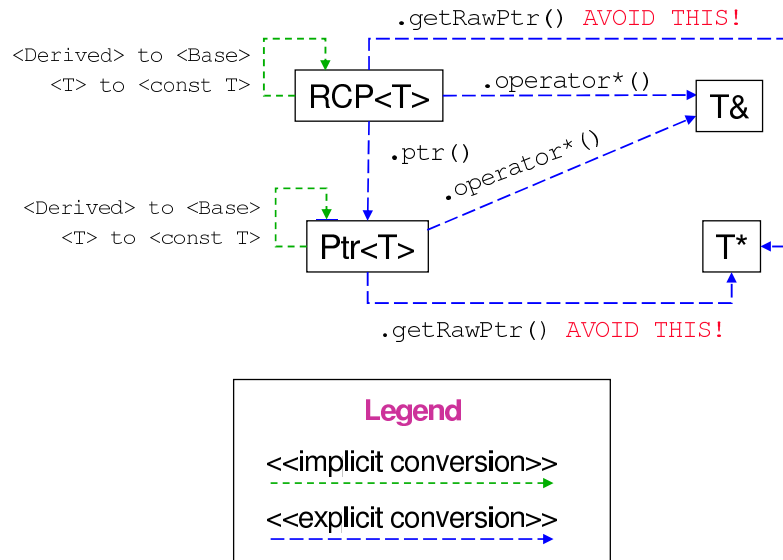 .getRawPtr() AVOID THIS!
<Derived> to <Base>
<T> to <const T>
RCP<T>
.operator*()
T&
.ptr()
.operator*()
<Derived> to <Base>
<T> to <const T>
Ptr<T>
T*
.getRawPtr() AVOID THIS!
Legend
<<implicit conversion>>
<<explicit conversion>>